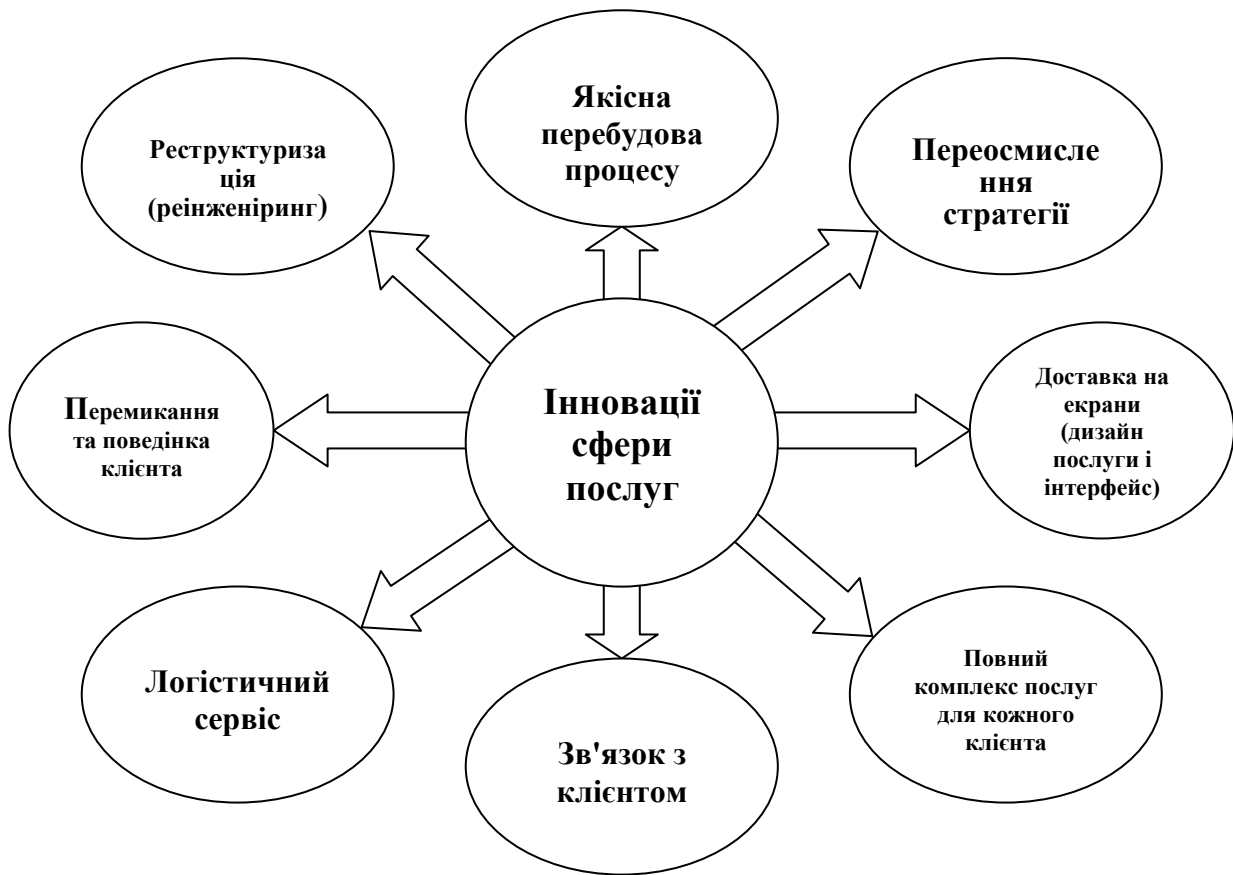 Якісна
перебудова
процесу
Реструктуриза
ція
(реінженіринг)
Переосмисле
ння
стратегії
Перемикання
та поведінка
клієнта
Інновації
сфери
послуг
Доставка на
екрани
(дизайн
послуги і
інтерфейс)
Логістичний
сервіс
Зв'язок з
клієнтом
Повний
комплекс послуг
для кожного
клієнта